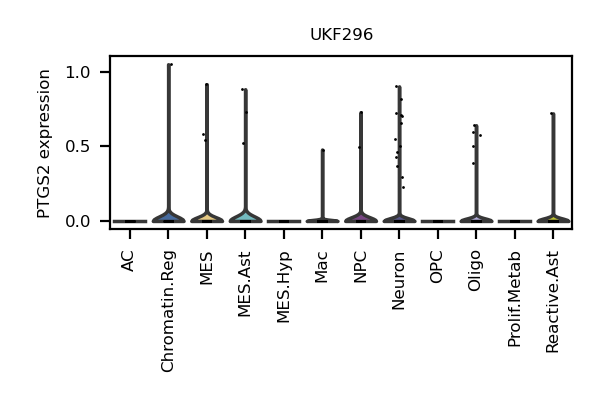 UKF296
PTGS2 expression
1.0
0.5
0.0
AC
Chromatin.Reg
MES
MES.Ast
MES.Hyp
Mac
NPC
Neuron
OPC
Oligo
Prolif.Metab
Reactive.Ast